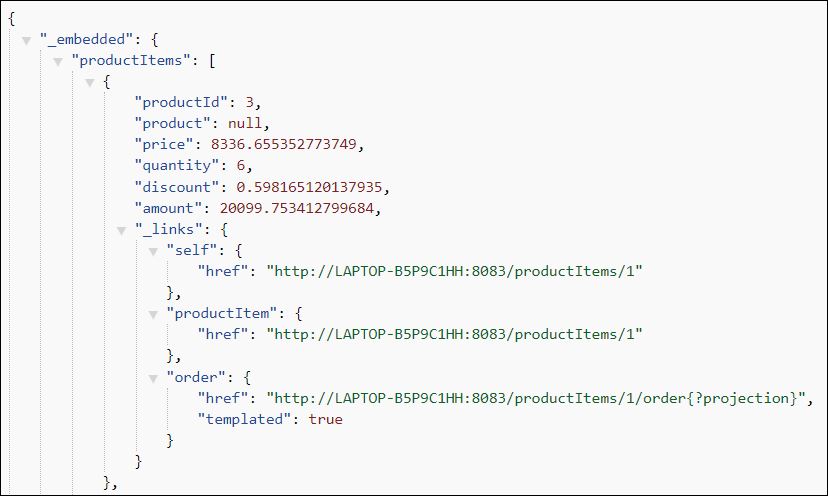 {
"_embedded": {
"productItems": [
{
"productId": 3,
"product": null,
"price": 8336.655352773749,
"quantity": 6,
"discount": 0.598165120137935,
"amount": 20099.753412799684,
"_links": {
"self": {
"href": "http://LAPTOP-B5P9C1HH:8083/productItems/1"
},
"productItem": {
"href": "http://LAPTOP-B5P9C1HH:8083/productItems/1"
},
"order": {
"href": "http://LAPTOP-B5P9C1HH:8083/productItems/1/order{?projection}",
"templated": true
}
}
},